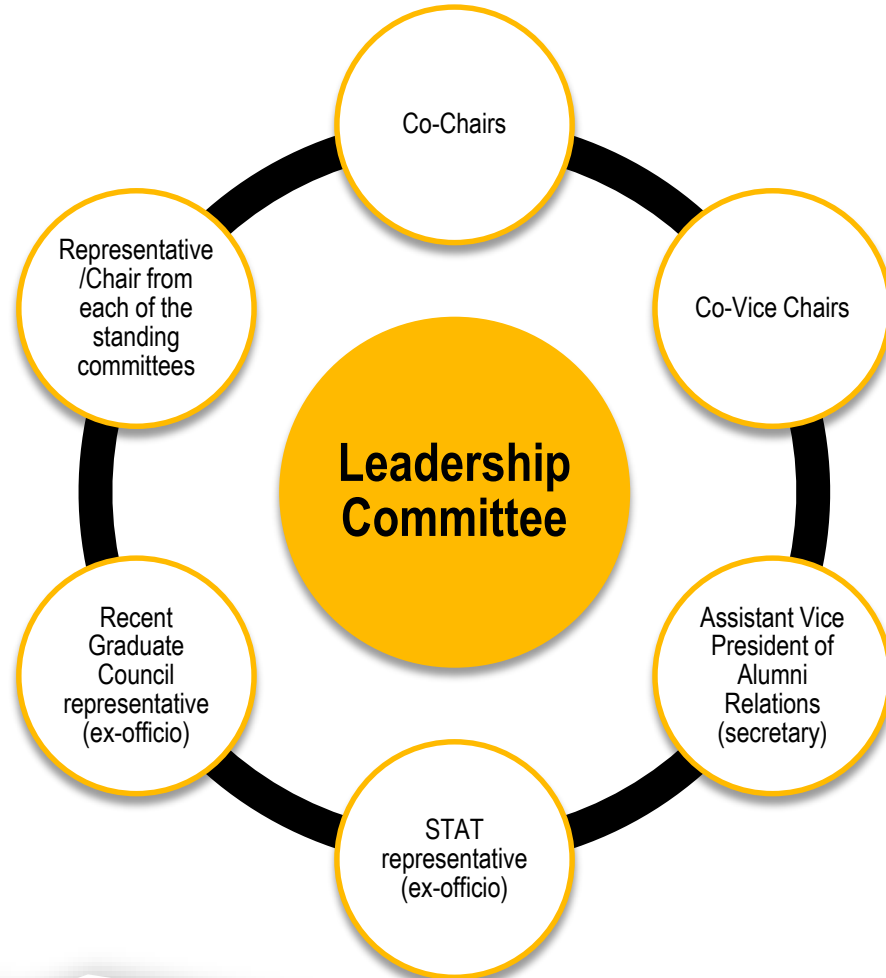 Co-Chairs
Co-Vice Chairs
Assistant Vice
President of
Alumni
Relations
(secretary)
STAT
representative
(ex-officio)
Recent
Graduate
Council
representative
(ex-officio)
Representative
/Chair from
each of the
standing
committees
Leadership
Committee